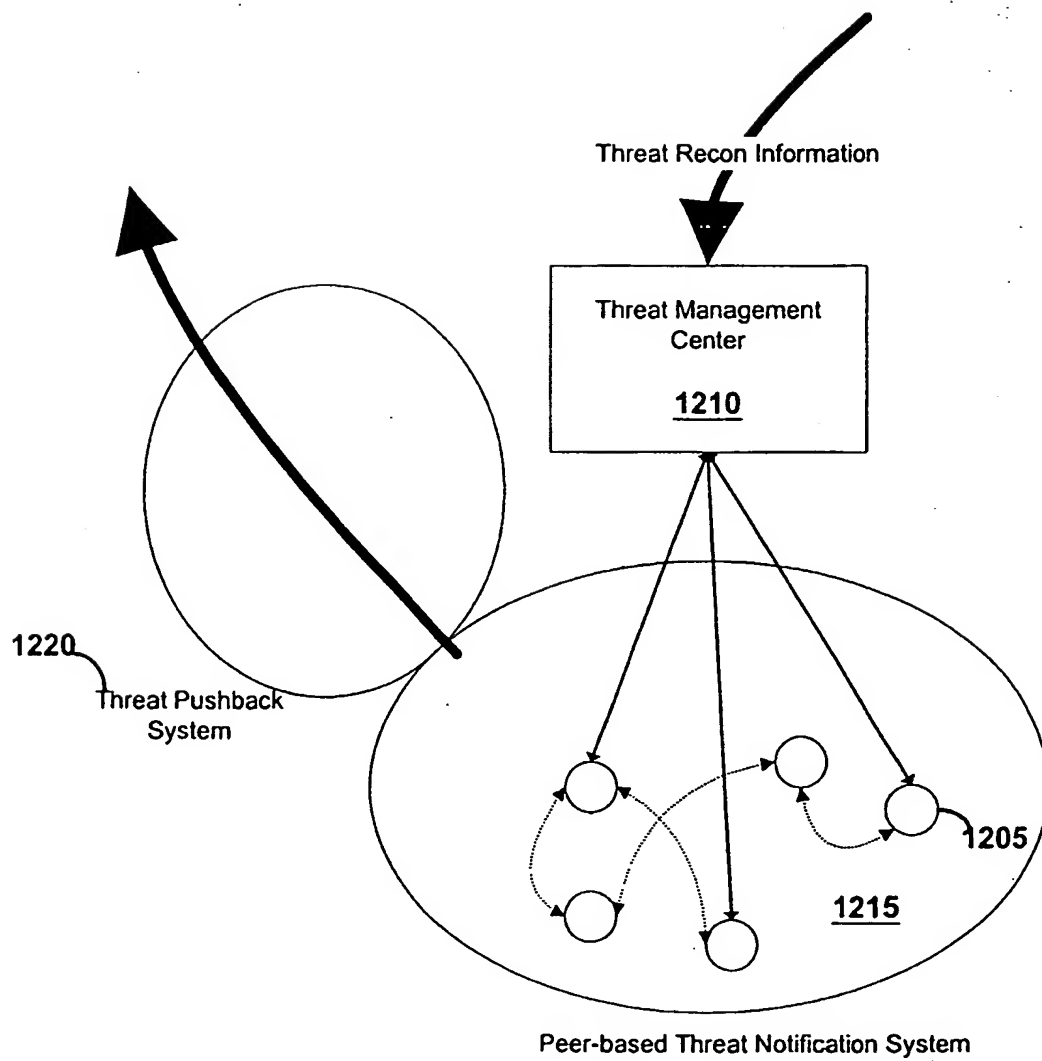 Threat Recon Information
Threat Management
Center
1210
1220
Threat Pushback
System
1205
1215
Peer-based Threat Notification System